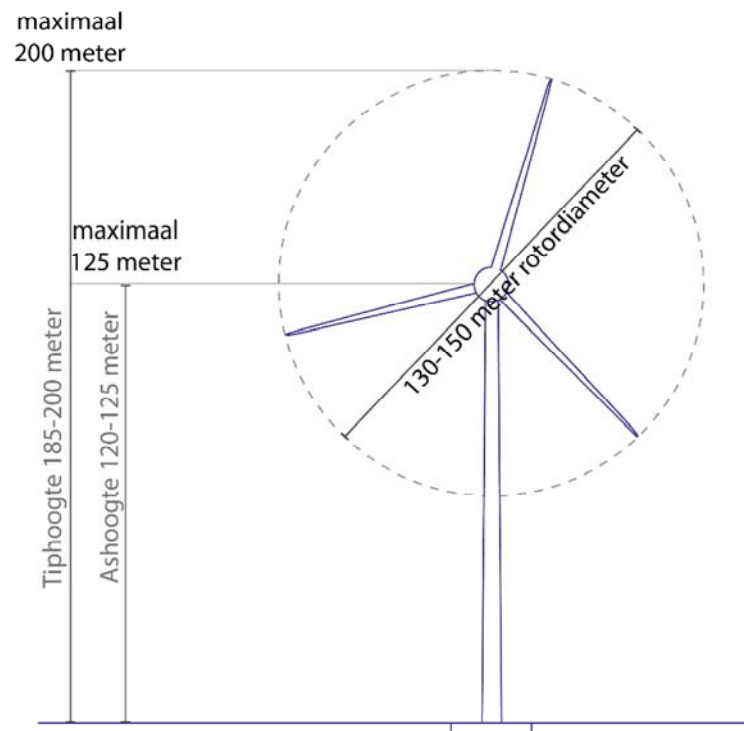 maximaal
200 meter
maximaal
125 meter
130-150 meter rotordiameter
Tiphoogte 185-200 meter
Ashoogte 120-125 meter